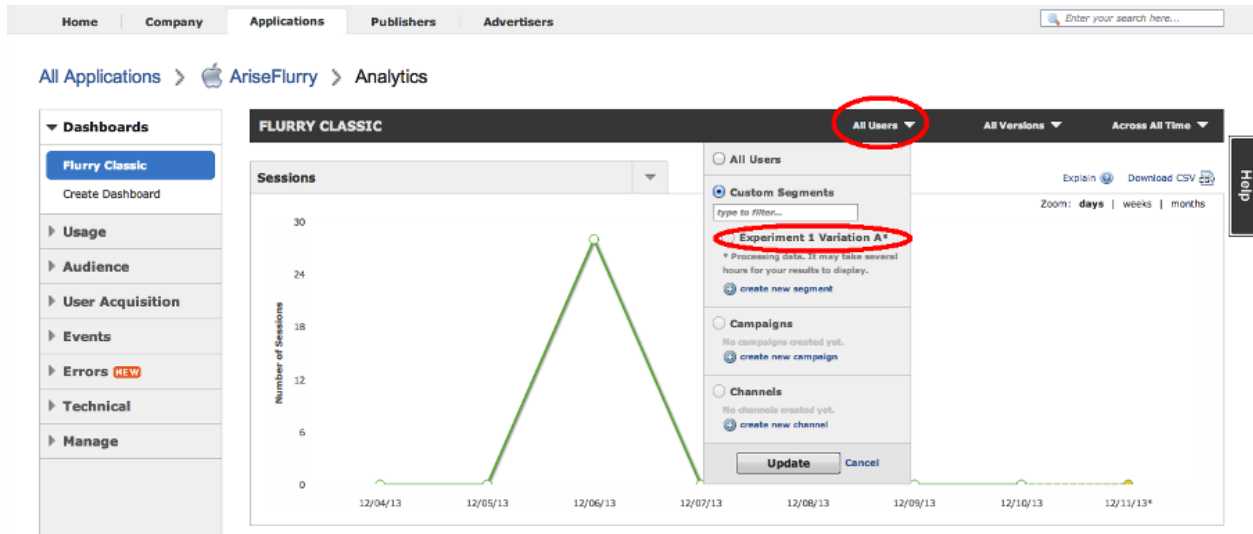 Home Company Applications Publishers Advertisers Enter your search here...
All Applications > AriseFlurry > Analytics
Dashboards
Flurry Classic
Create Dashboard
Usage
Audience
User Acquisition
Events
Errors NEW
Technical
Manage
FLURRY CLASSIC All Users All Versions Across All Time
Sessions
Explain Download CSV
Zoom: days | weeks | months
All Users
Custom Segments
type to filter...
Experiment 1 Variation A*
* Processing data. It may take several
hours for your results to display.
create new segment
Campaigns
No campaigns created yet.
create new campaign
Channels
No channels created yet.
create new channel
Update Cancel
Number of Sessions
30
24
18
12
6
0
12/04/13 12/05/13 12/06/13 12/07/13 12/08/13 12/09/13 12/10/13 12/11/13*
Help